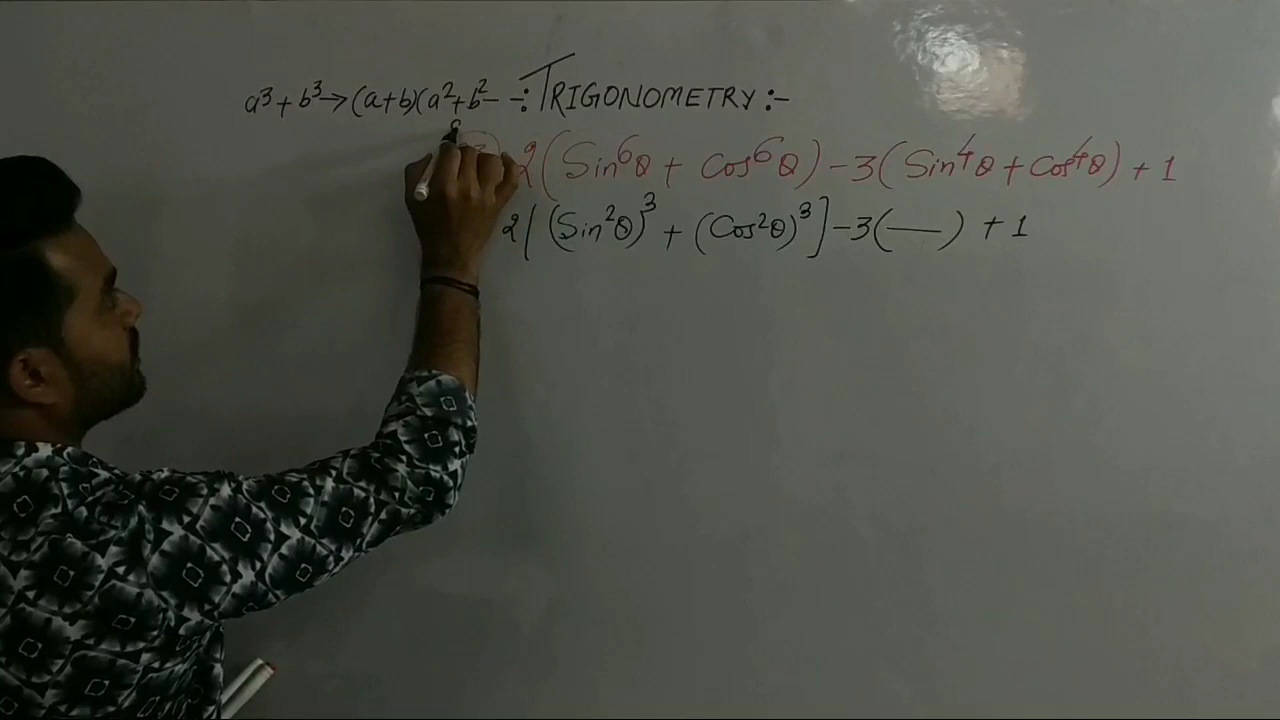 a³ + b³ → (a+b)(a²+b² -
-: TRIGONOMETRY :-
2(Sin⁶θ + Cos⁶θ) - 3(Sin⁴θ + Cos⁴θ) + 1
2[(Sin²θ)³ + (Cos²θ)³] - 3(—) + 1